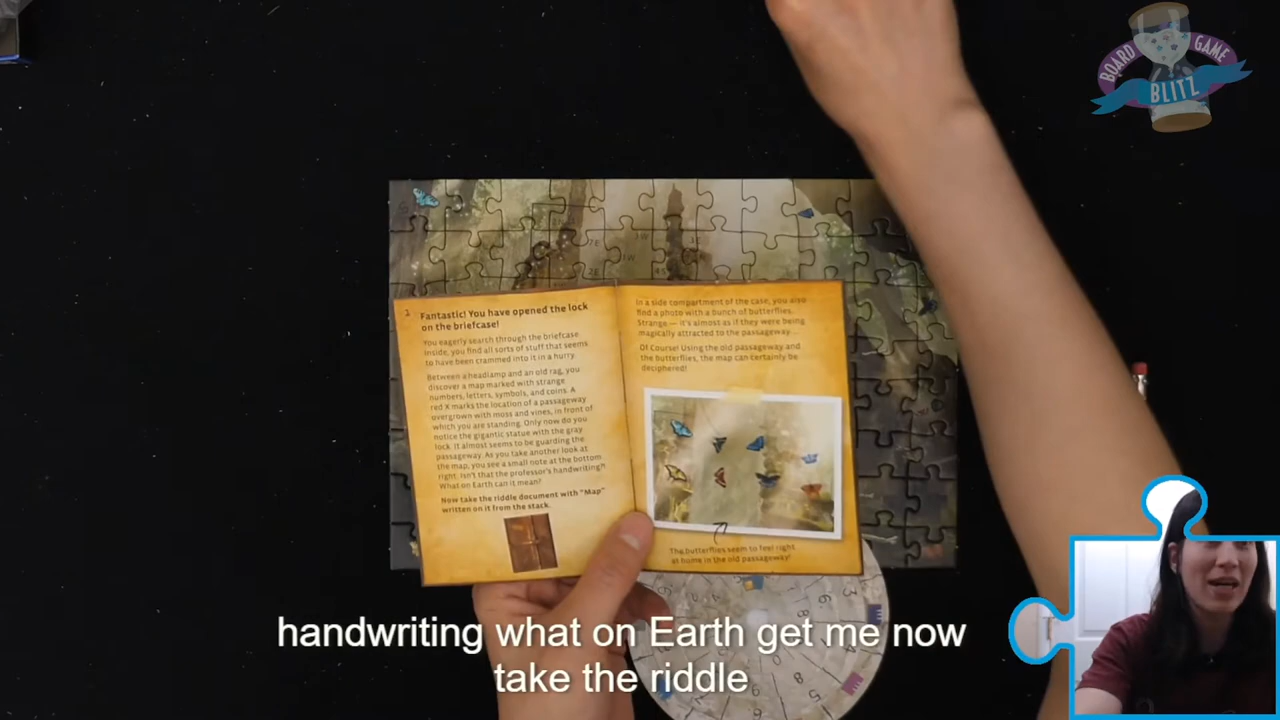 BOARD GAME
BLITZ
1 Fantastic! You have opened the lock
on the briefcase!
You eagerly search through the briefcase.
Inside, you find all sorts of stuff that seems
to have been crammed into it in a hurry.
Between a headlamp and an old rag, you
discover a map marked with strange
numbers, letters, symbols, and coins. A
red X marks the location of a passageway
overgrown with moss and vines, in front of
which you are standing. Only now do you
notice the gigantic statue with the gray
lock. It almost seems to be guarding the
passageway. As you take another look at
the map, you see a small note at the bottom
right. Isn't that the professor's handwriting?
What on Earth can it mean?
Now take the riddle document with "Map"
written on it from the stack.
In a side compartment of the case, you also
find a photo with a bunch of butterflies.
Strange — it's almost as if they were being
magically attracted to the passageway...
Of Course! Using the old passageway and
the butterflies, the map can certainly be
deciphered!
The butterflies seem to feel right
at home in the old passageway!
handwriting what on Earth get me now
take the riddle